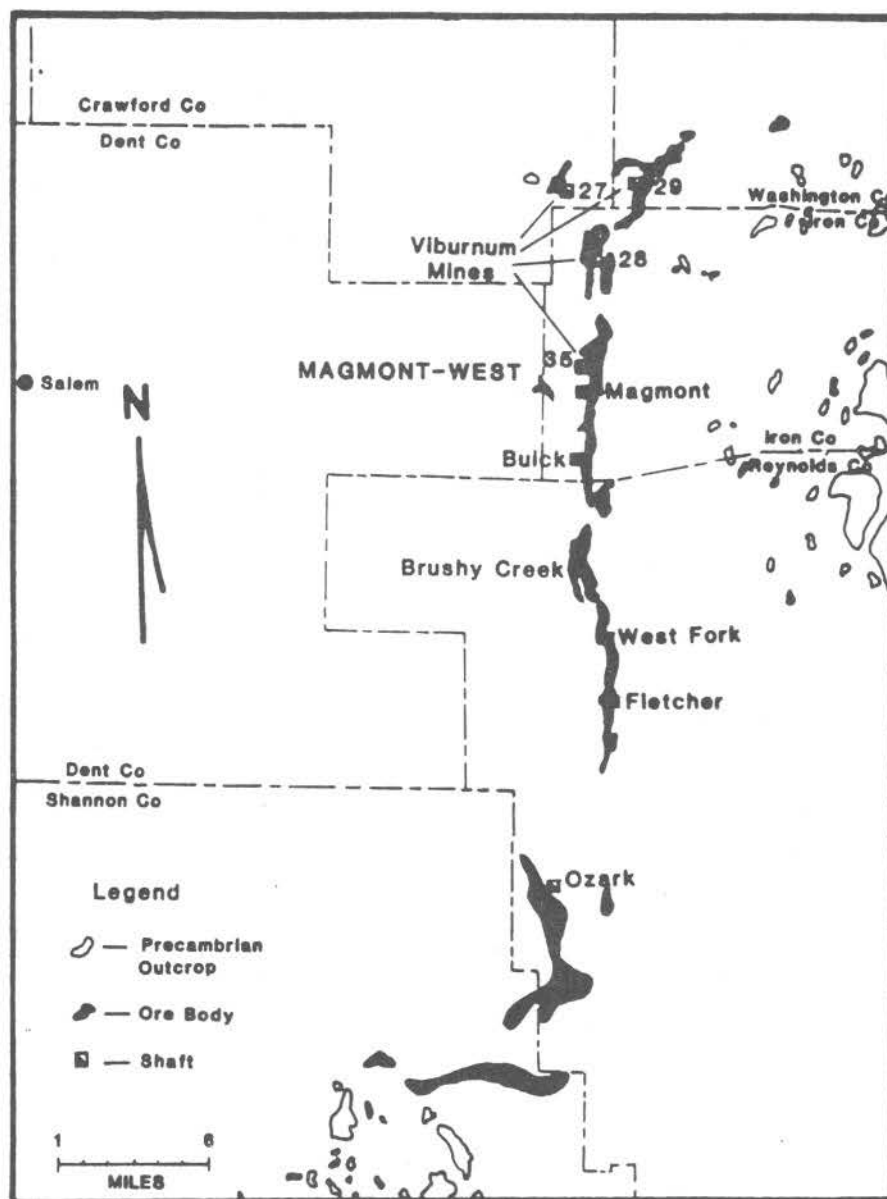 Crawford Co
Dent Co
27
29
Washington C
Iron Co
Viburnum
Mines
28
35
MAGMONT-WEST
Salem
N
Magmont
Iron Co
Reynolds Co
Buick
Brushy Creek
West Fork
Fletcher
Dent Co
Shannon Co
Ozark
Legend
— Precambrian
Outcrop
— Ore Body
— Shaft
1 6
MILES